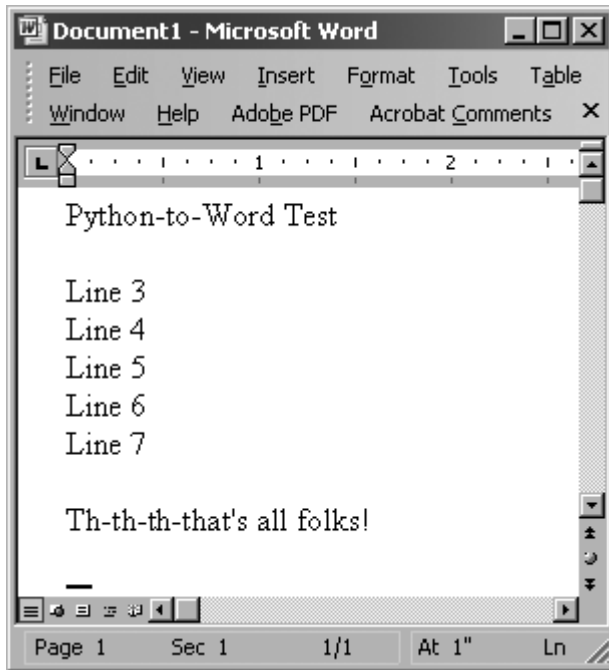 Document1 - Microsoft Word
File Edit View Insert Format Tools Table
Window Help Adobe PDF Acrobat Comments
1 2
Python-to-Word Test
Line 3
Line 4
Line 5
Line 6
Line 7
Th-th-th-that's all folks!
Page 1 Sec 1 1/1 At 1" Ln